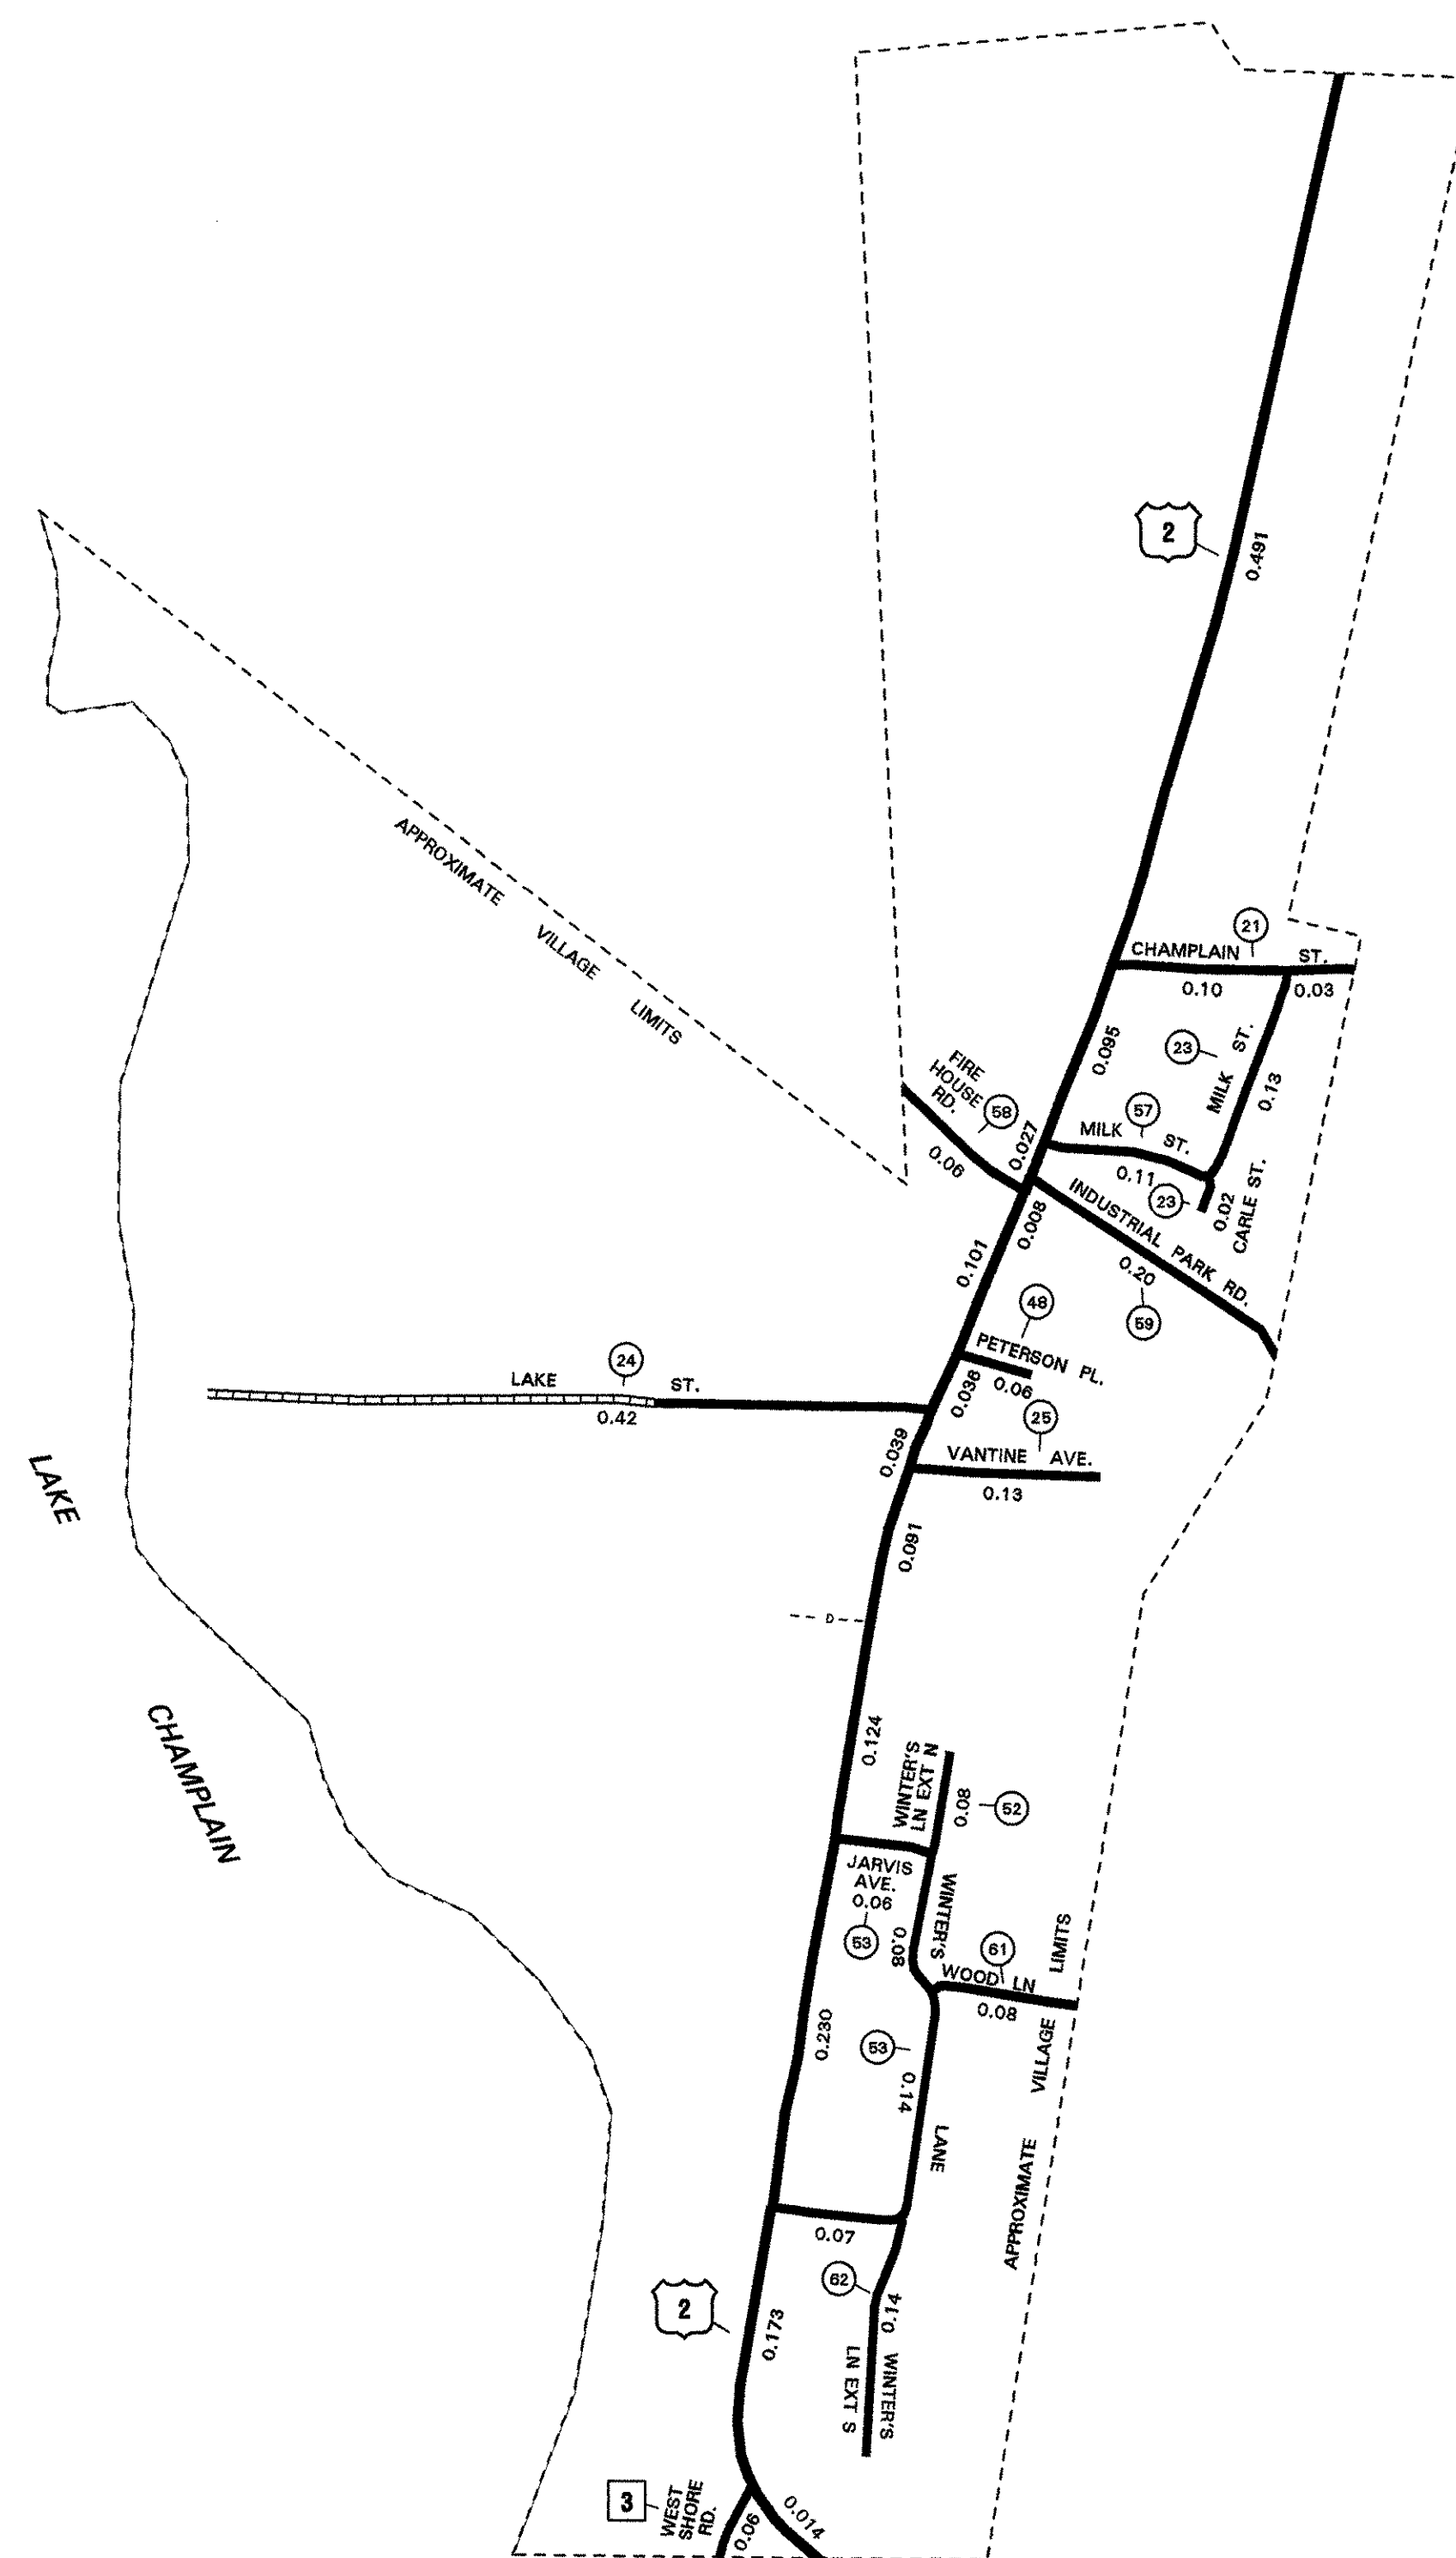 2
0.491
APPROXIMATE
VILLAGE
LIMITS
21
CHAMPLAIN ST.
0.10
0.03
0.095
23
MILK ST.
0.13
FIRE
HOUSE
RD.
58
0.06
0.027
57
MILK ST.
0.11
23
0.02
CARLE ST.
INDUSTRIAL PARK RD.
0.20
59
0.008
0.101
48
PETERSON PL.
0.06
0.036
24
LAKE ST.
0.42
25
VANTINE AVE.
0.13
0.039
0.091
LAKE
CHAMPLAIN
D
0.124
WINTER'S
LN EXT N
0.08
52
JARVIS
AVE.
0.06
53
0.08
WINTER'S
LANE
61
WOOD LN
0.08
0.230
53
0.14
APPROXIMATE VILLAGE LIMITS
0.07
62
0.14
WINTER'S
LN EXT S
2
0.173
3
WEST
SHORE
RD.
0.06
0.014